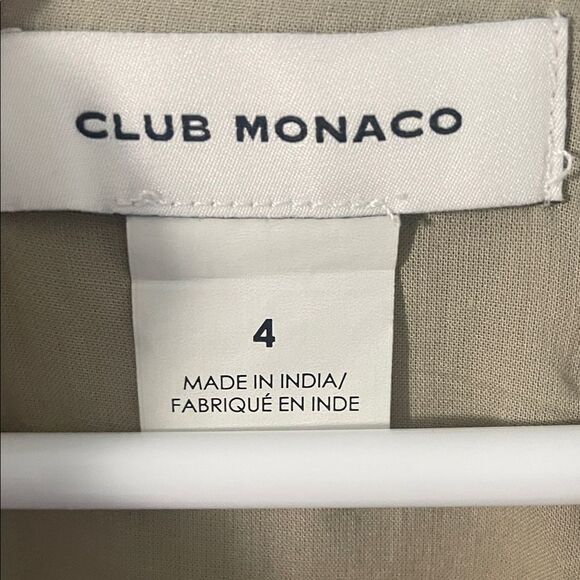 CLUB MONACO
4
MADE IN INDIA/
FABRIQUÉ EN INDE